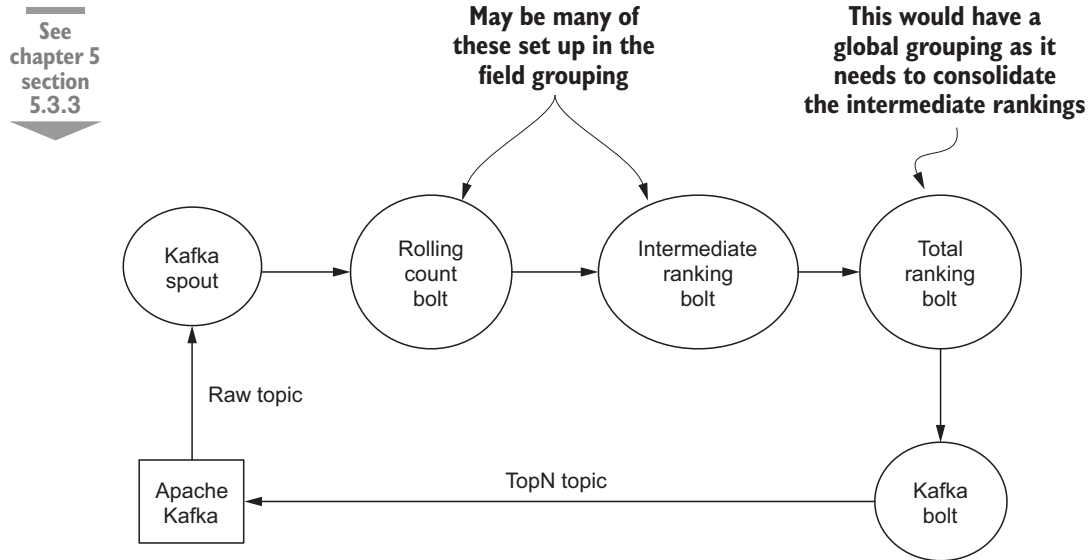 See
chapter 5
section
5.3.3
May be many of
these set up in the
field grouping
This would have a
global grouping as it
needs to consolidate
the intermediate rankings
Kafka
spout
Rolling
count
bolt
Intermediate
ranking
bolt
Total
ranking
bolt
Raw topic
Apache
Kafka
TopN topic
Kafka
bolt